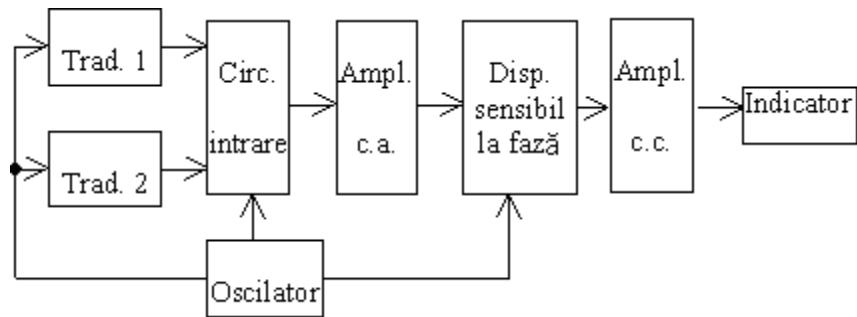 Trad. 1
Trad. 2
Circ.
intrare
Ampl.
c.a.
Disp.
sensibil
la fază
Ampl.
c.c.
Indicator
Oscilator